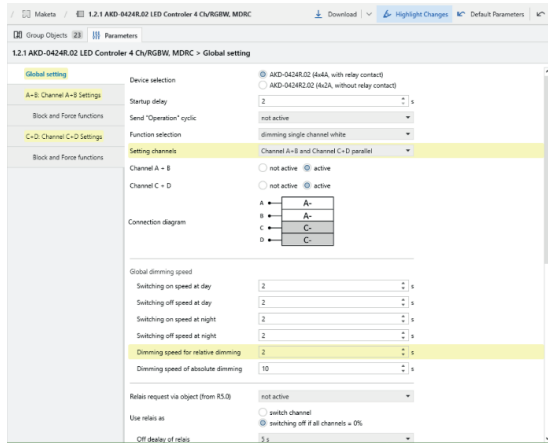 Maketa / 1.2.1 AKD-0424R.02 LED Controler 4 Ch/RGBW, MDRC Download Highlight Changes Default Parameters
Group Objects 23 Parameters
1.2.1 AKD-0424R.02 LED Controler 4 Ch/RGBW, MDRC > Global setting
Global setting
A+B: Channel A+B Settings
Block and Force functions
C+D: Channel C+D Settings
Block and Force functions
Device selection AKD-0424R.02 (4x4A, with relay contact)
AKD-0424R2.02 (4x2A, without relay contact)
Startup delay 2 s
Send "Operation" cyclic not active
Function selection dimming single channel white
Setting channels Channel A+B and Channel C+D parallel
Channel A + B not active active
Channel C + D not active active
Connection diagram
A A-
B A-
C C-
D C-
Global dimming speed
Switching on speed at day 2 s
Switching off speed at day 2 s
Switching on speed at night 2 s
Switching off speed at night 2 s
Dimming speed for relative dimming 2 s
Dimming speed of absolute dimming 10 s
Relais request via object (from R5.0) not active
Use relais as switch channel
switching off if all channels = 0%
Off dealay of relais 3 s